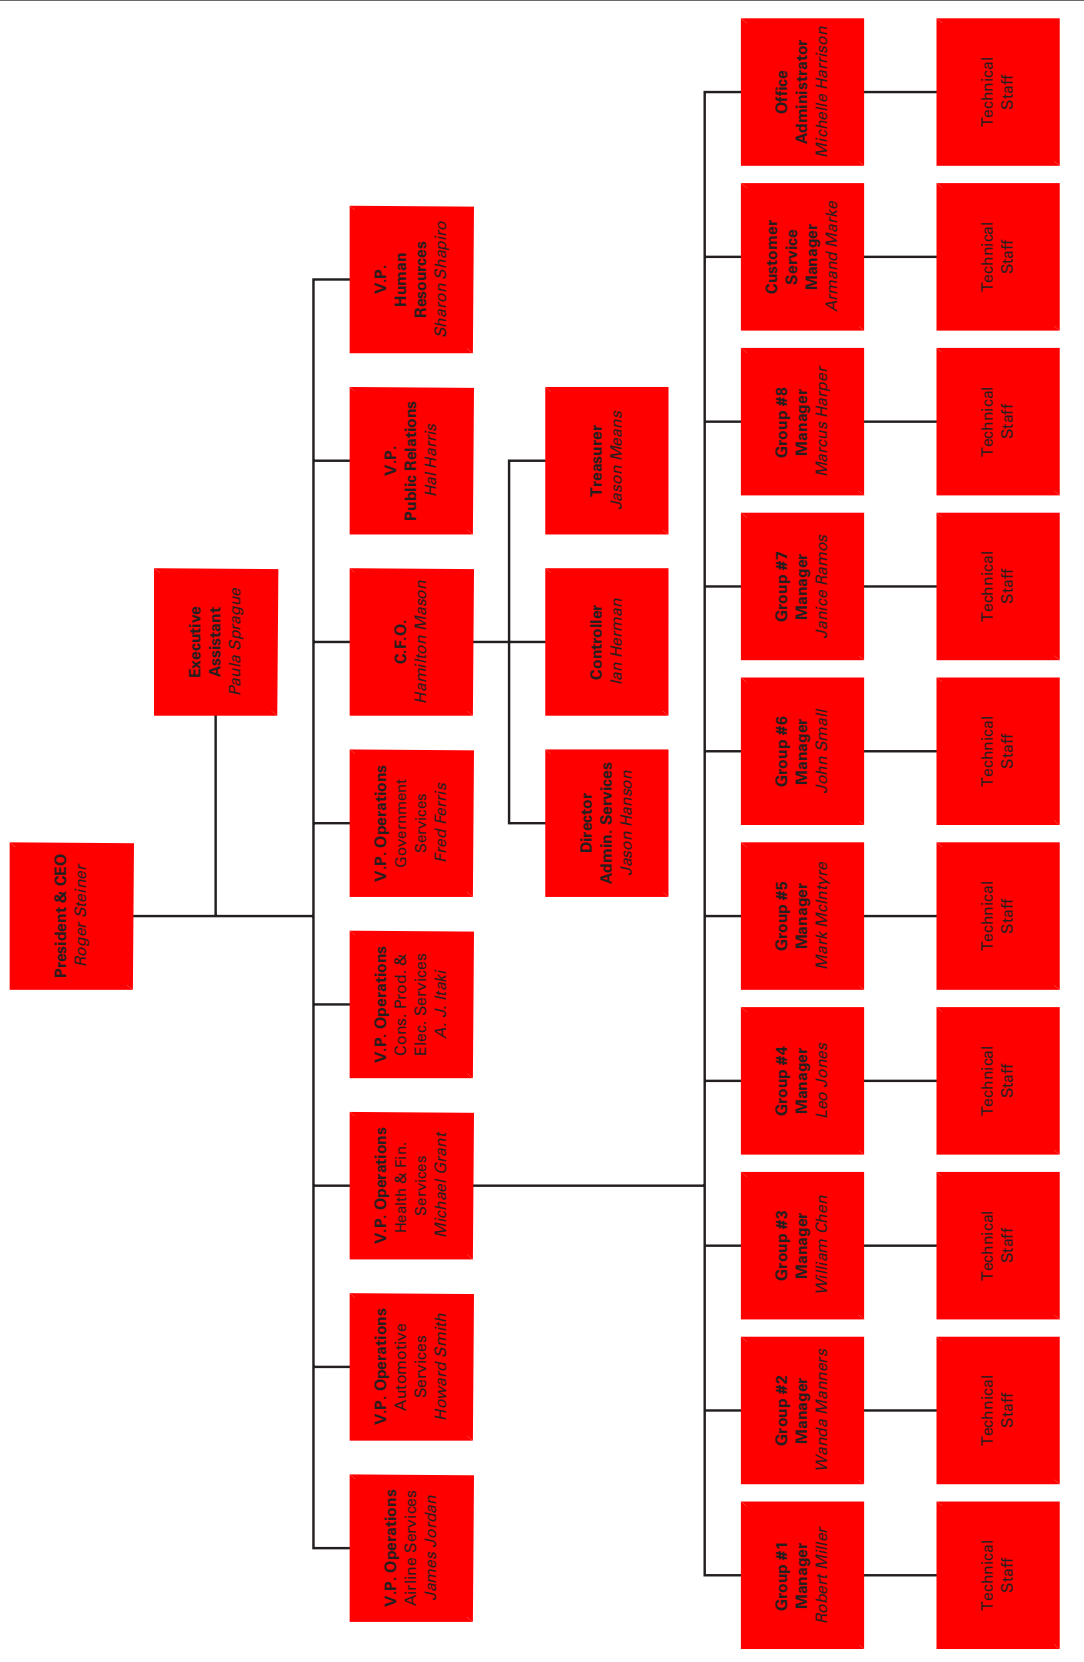 President & CEO
Roger Steiner
Executive
Assistant
Paula Sprague
V.P. Operations
Airline Services
James Jordan
V.P. Operations
Automotive
Services
Howard Smith
V.P. Operations
Health & Fin.
Services
Michael Grant
V.P. Operations
Cons. Prod. &
Elec. Services
A. J. Itaki
V.P. Operations
Government
Services
Fred Ferris
C.F.O.
Hamilton Mason
V.P.
Public Relations
Hal Harris
V.P.
Human
Resources
Sharon Shapiro
Director
Admin. Services
Jason Hanson
Controller
Ian Herman
Treasurer
Jason Means
Group #1
Manager
Robert Miller
Group #2
Manager
Wanda Manners
Group #3
Manager
William Chen
Group #4
Manager
Leo Jones
Group #5
Manager
Mark McIntyre
Group #6
Manager
John Small
Group #7
Manager
Janice Ramos
Group #8
Manager
Marcus Harper
Customer
Service
Manager
Armand Marke
Office
Administrator
Michelle Harrison
Technical
Staff
Technical
Staff
Technical
Staff
Technical
Staff
Technical
Staff
Technical
Staff
Technical
Staff
Technical
Staff
Technical
Staff
Technical
Staff